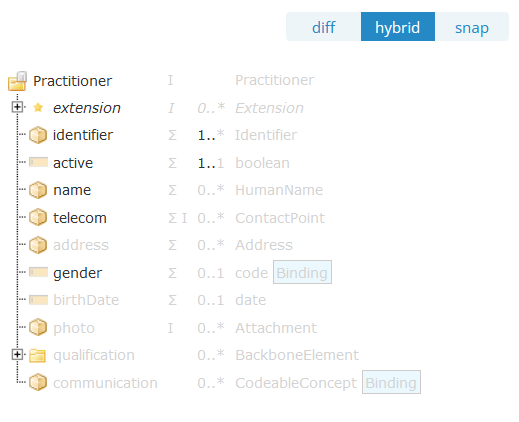 diff hybrid snap
Practitioner I Practitioner
extension I 0..* Extension
identifier Σ 1..* Identifier
active Σ 1..1 boolean
name Σ 0..* HumanName
telecom Σ I 0..* ContactPoint
address Σ 0..* Address
gender Σ 0..1 code Binding
birthDate Σ 0..1 date
photo I 0..* Attachment
qualification 0..* BackboneElement
communication 0..* CodeableConcept Binding